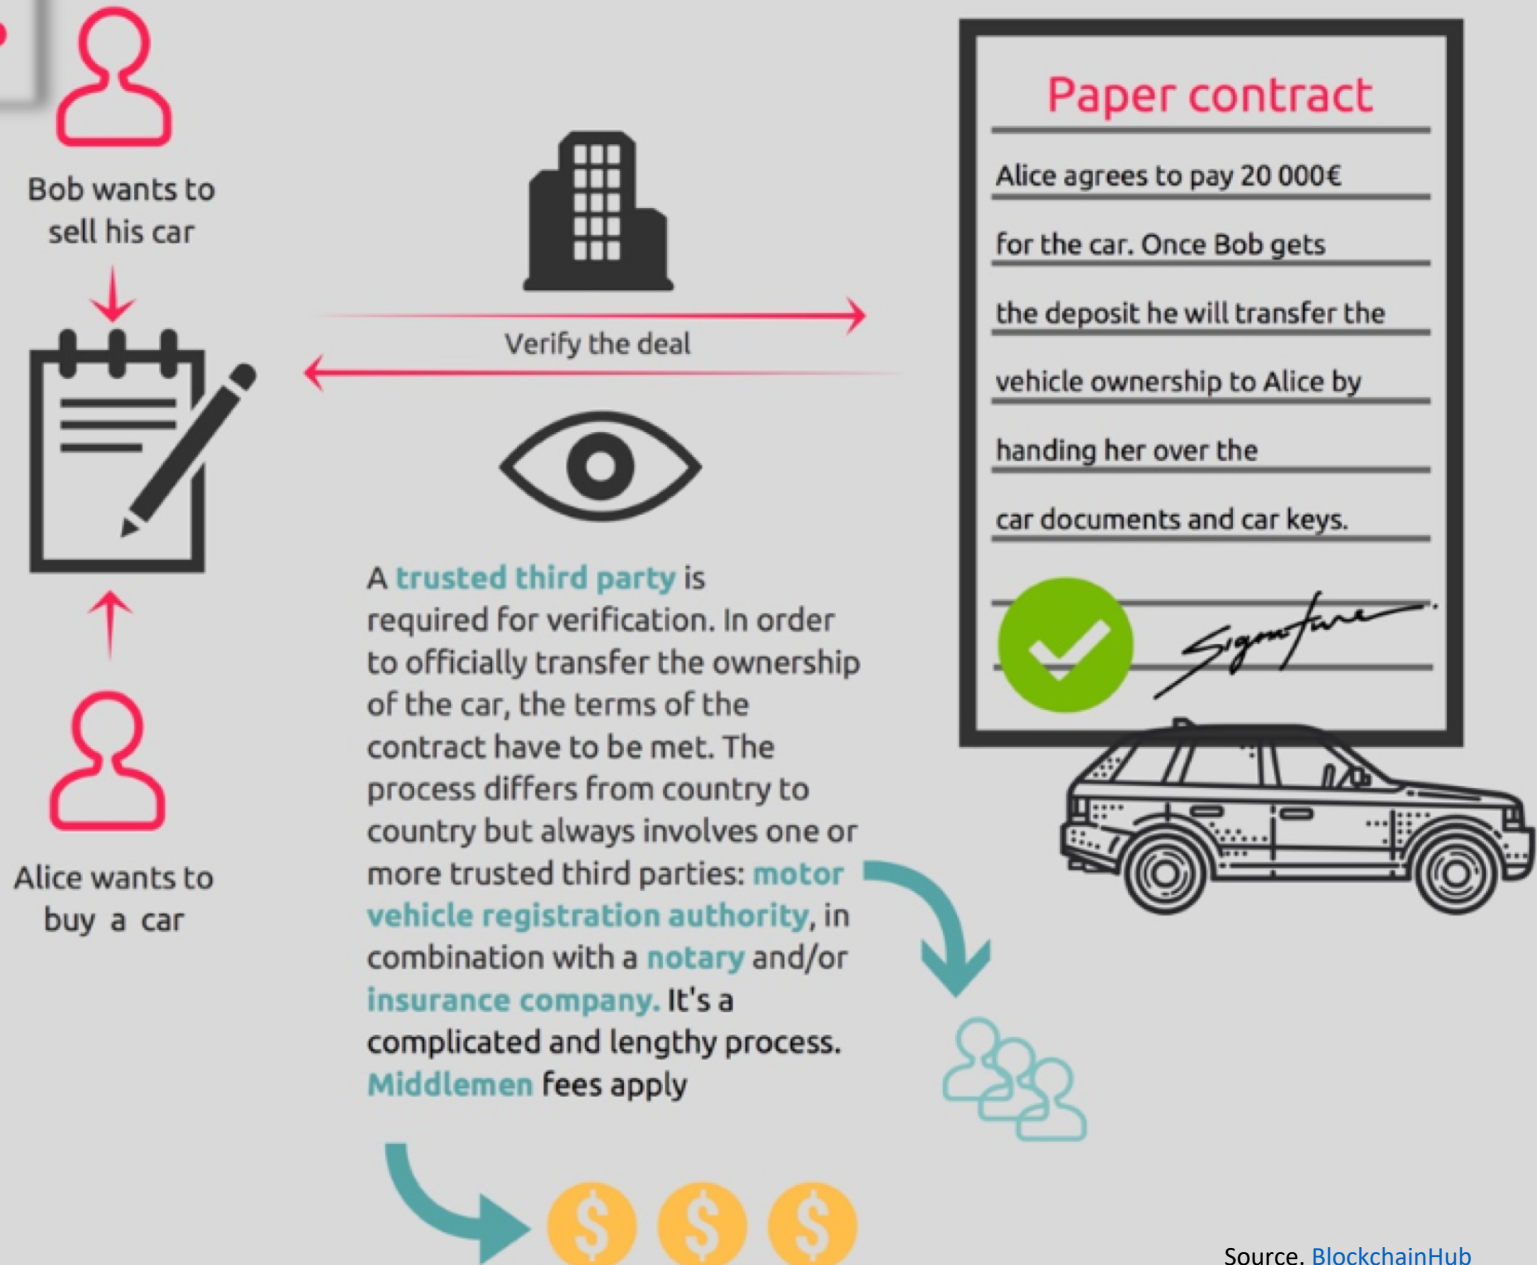 Bob wants to
sell his car
Alice wants to
buy a car
Verify the deal
A trusted third party is
required for verification. In order
to officially transfer the ownership
of the car, the terms of the
contract have to be met. The
process differs from country to
country but always involves one or
more trusted third parties: motor
vehicle registration authority, in
combination with a notary and/or
insurance company. It's a
complicated and lengthy process.
Middlemen fees apply
$ $ $
Paper contract
Alice agrees to pay 20 000€
for the car. Once Bob gets
the deposit he will transfer the
vehicle ownership to Alice by
handing her over the
car documents and car keys.
Signature
Source. BlockchainHub